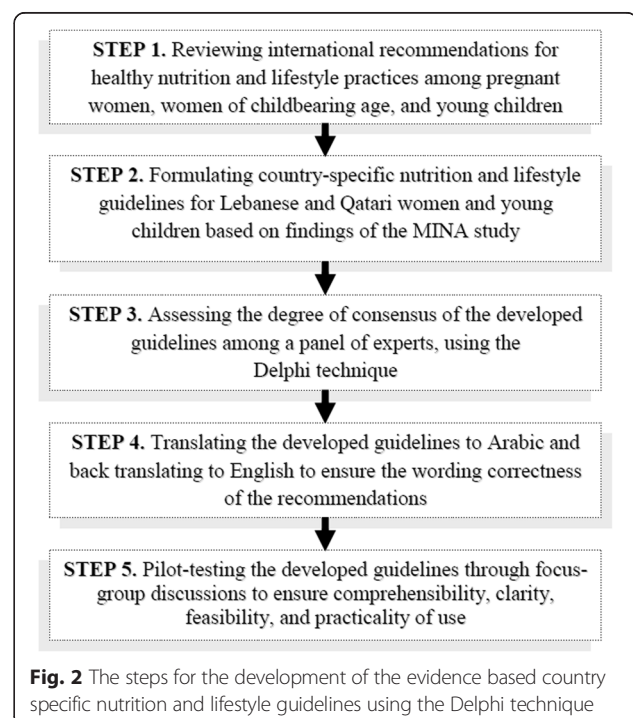 STEP 1. Reviewing international recommendations for
healthy nutrition and lifestyle practices among pregnant
women, women of childbearing age, and young children
STEP 2. Formulating country-specific nutrition and lifestyle
guidelines for Lebanese and Qatari women and young
children based on findings of the MINA study
STEP 3. Assessing the degree of consensus of the developed
guidelines among a panel of experts, using the
Delphi technique
STEP 4. Translating the developed guidelines to Arabic and
back translating to English to ensure the wording correctness
of the recommendations
STEP 5. Pilot-testing the developed guidelines through focus-
group discussions to ensure comprehensibility, clarity,
feasibility, and practicality of use
Fig. 2 The steps for the development of the evidence based country
specific nutrition and lifestyle guidelines using the Delphi technique